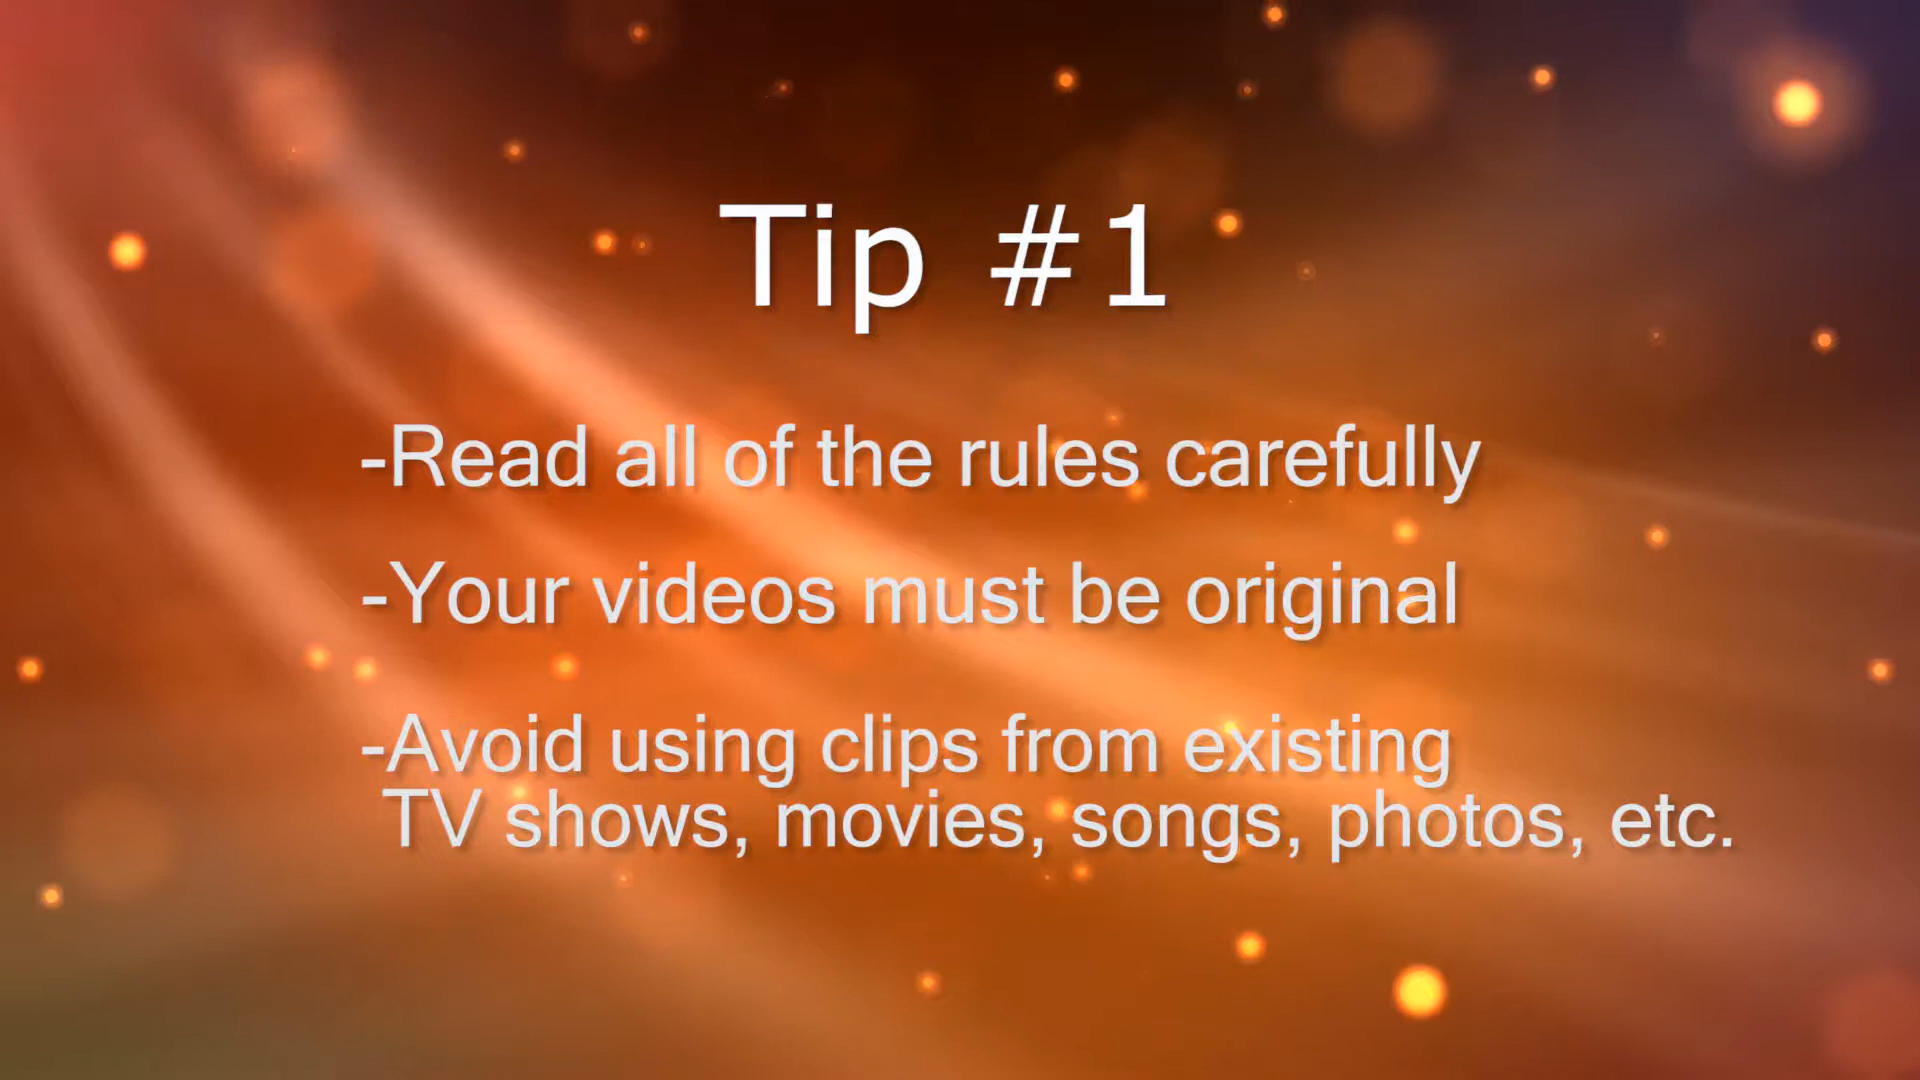 Tip #1
-Read all of the rules carefully
-Your videos must be original
-Avoid using clips from existing
TV shows, movies, songs, photos, etc.